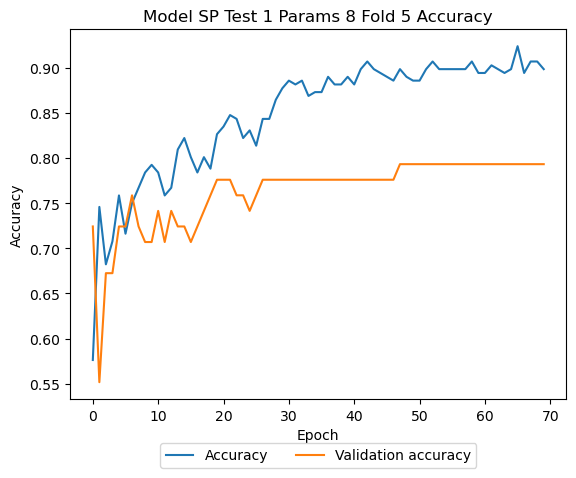 Model SP Test 1 Params 8 Fold 5 Accuracy
Accuracy
0.90
0.85
0.80
0.75
0.70
0.65
0.60
0.55
0 10 20 30 40 50 60 70
Epoch
Accuracy Validation accuracy